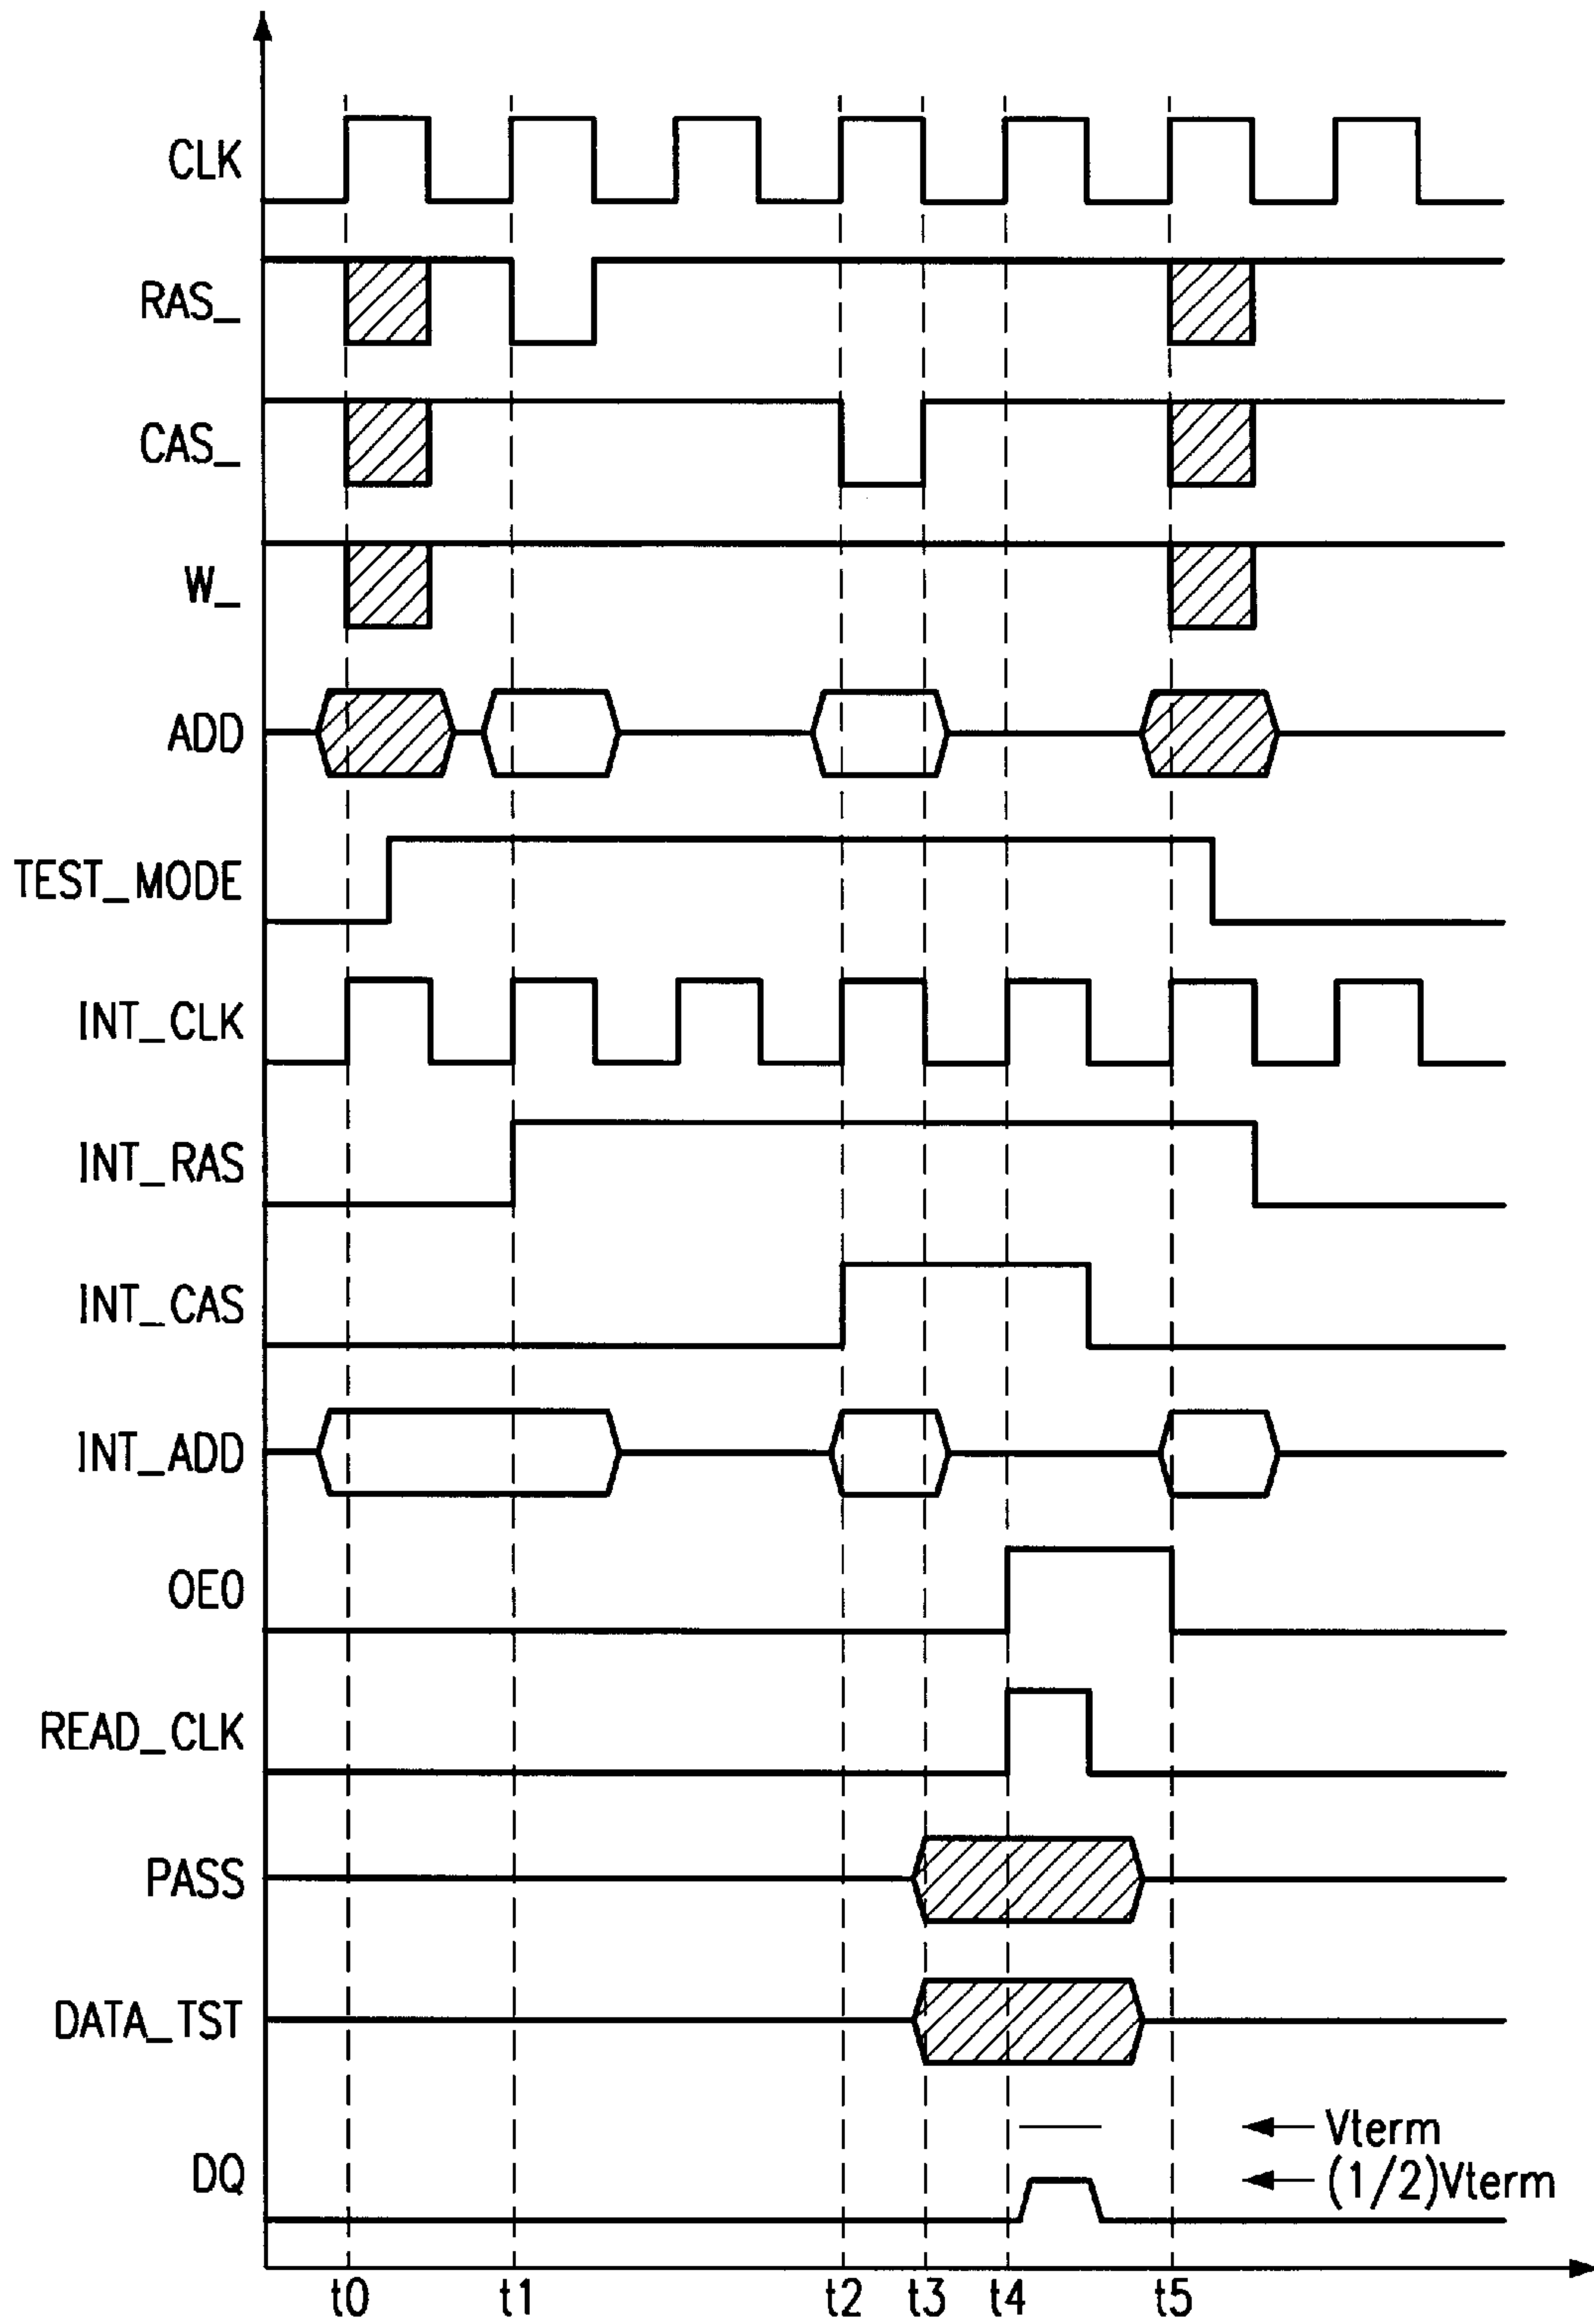 CLK
RAS_
CAS_
W_
ADD
TEST_MODE
INT_CLK
INT_RAS
INT_CAS
INT_ADD
OEO
READ_CLK
PASS
DATA_TST
Vterm
DQ
(1/2)Vterm
t0 t1 t2 t3 t4 t5